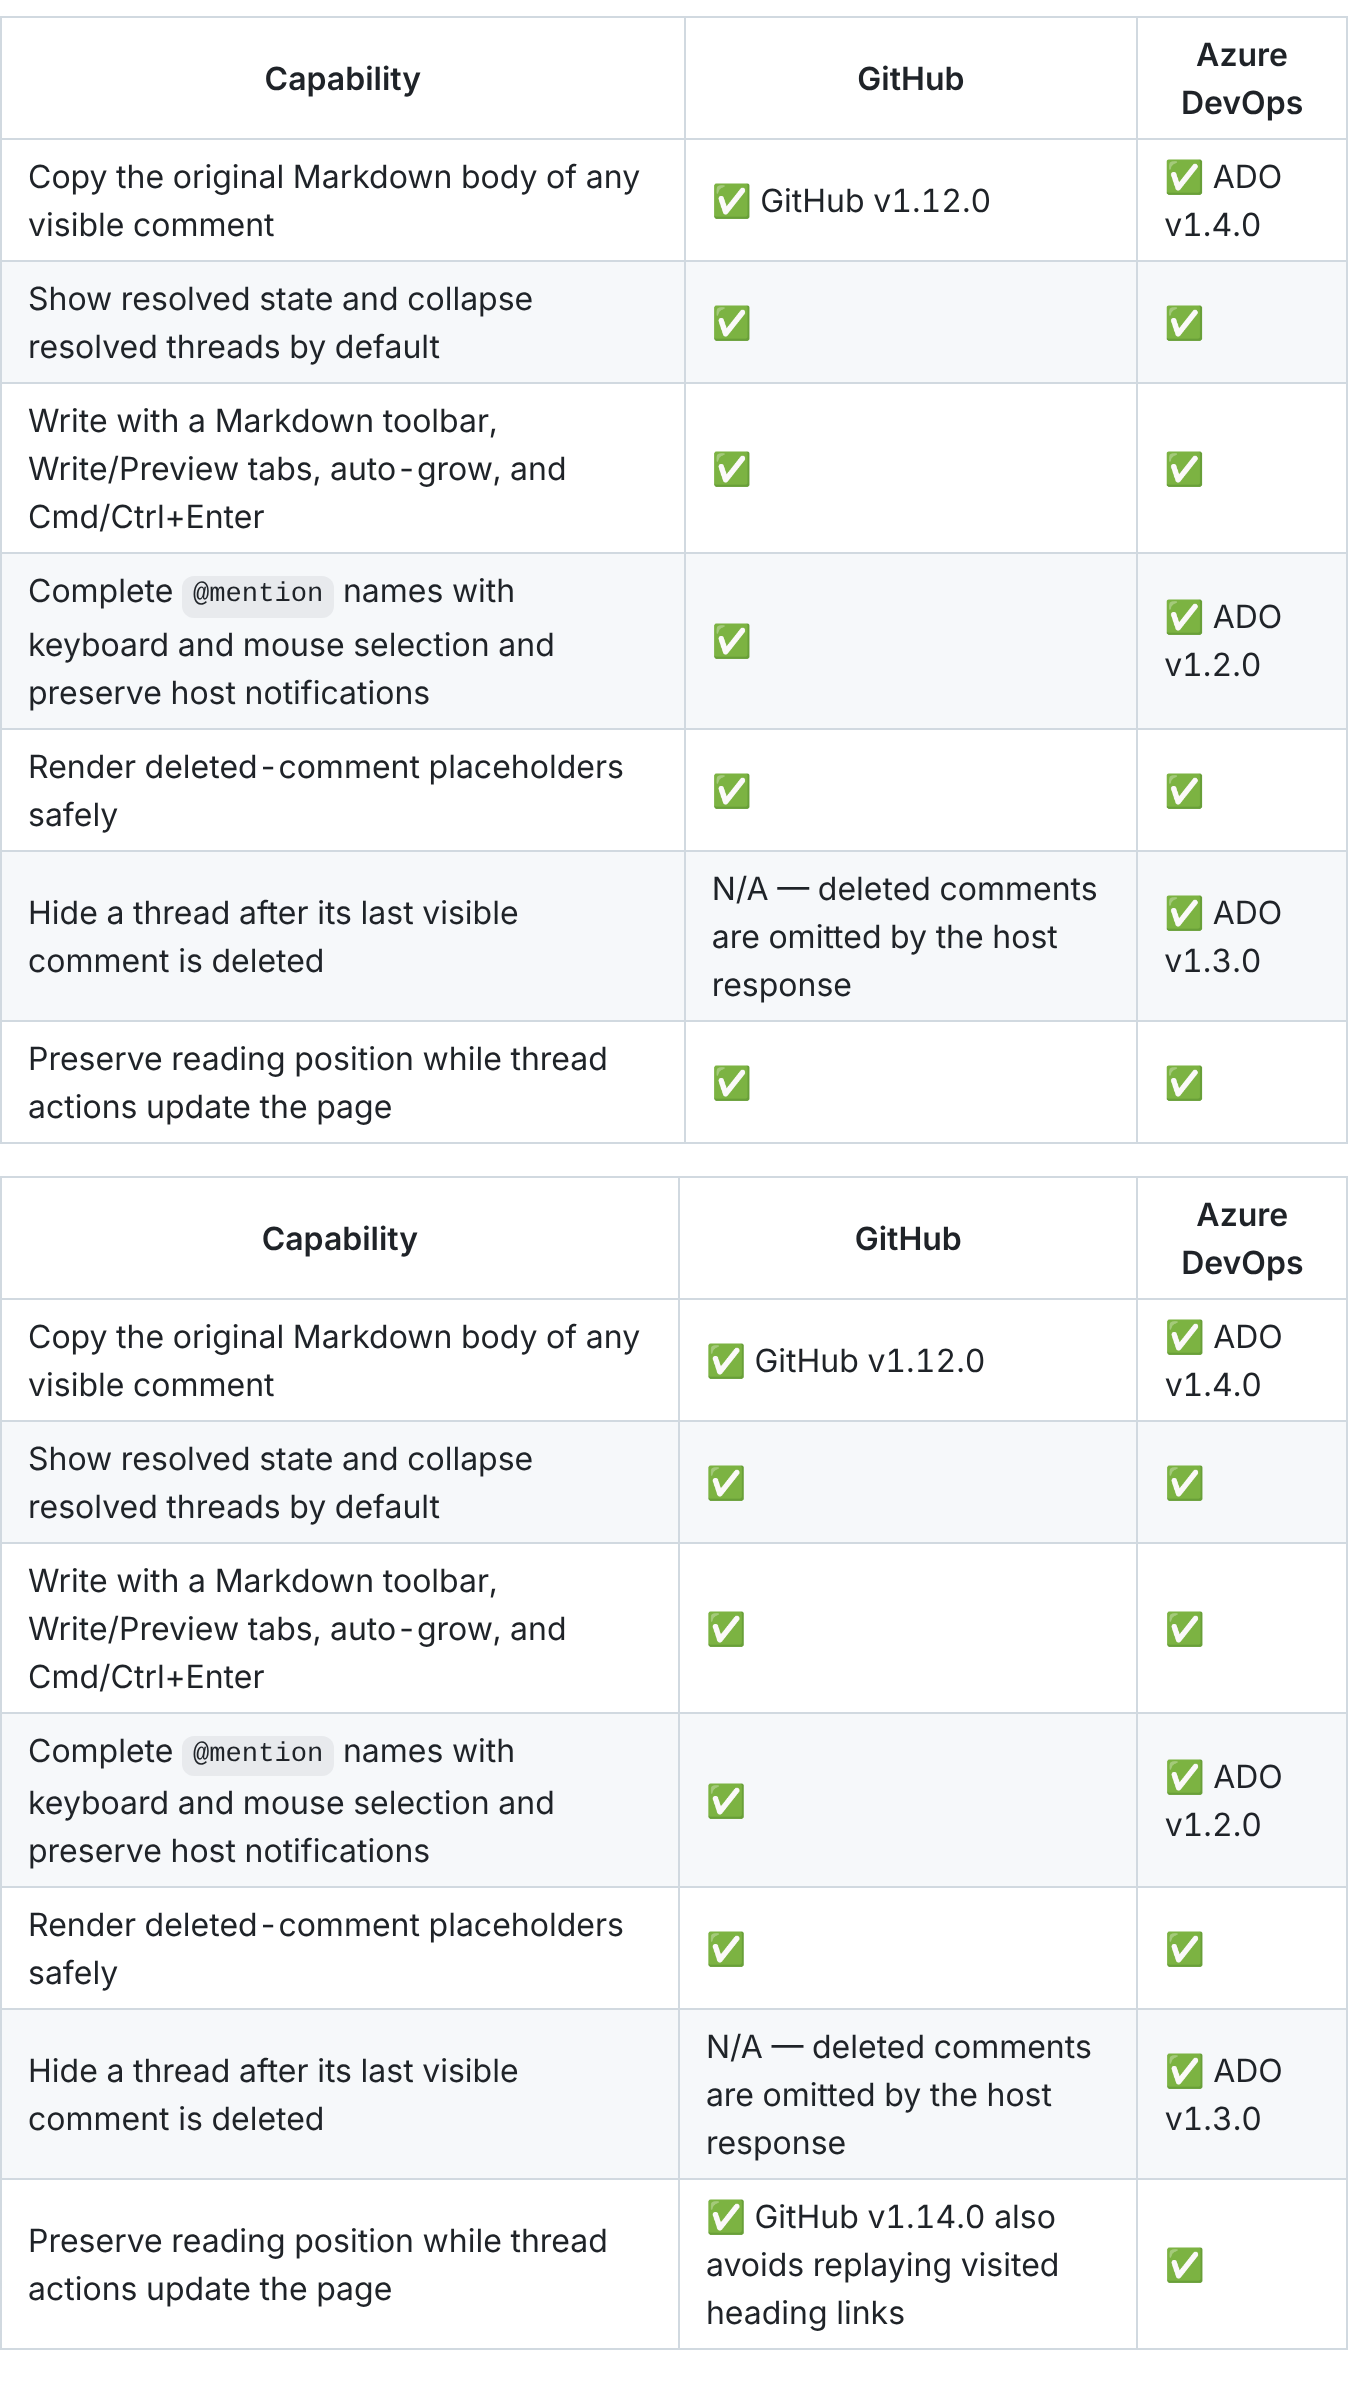 Capability
GitHub
Azure
DevOps
Copy the original Markdown body of any
visible comment
✅ GitHub v1.12.0
✅ ADO
v1.4.0
Show resolved state and collapse
resolved threads by default
✅
✅
Write with a Markdown toolbar,
Write/Preview tabs, auto-grow, and
Cmd/Ctrl+Enter
✅
✅
Complete @mention names with
keyboard and mouse selection and
preserve host notifications
✅
✅ ADO
v1.2.0
Render deleted-comment placeholders
safely
✅
✅
Hide a thread after its last visible
comment is deleted
N/A — deleted comments
are omitted by the host
response
✅ ADO
v1.3.0
Preserve reading position while thread
actions update the page
✅
✅
Capability
GitHub
Azure
DevOps
Copy the original Markdown body of any
visible comment
✅ GitHub v1.12.0
✅ ADO
v1.4.0
Show resolved state and collapse
resolved threads by default
✅
✅
Write with a Markdown toolbar,
Write/Preview tabs, auto-grow, and
Cmd/Ctrl+Enter
✅
✅
Complete @mention names with
keyboard and mouse selection and
preserve host notifications
✅
✅ ADO
v1.2.0
Render deleted-comment placeholders
safely
✅
✅
Hide a thread after its last visible
comment is deleted
N/A — deleted comments
are omitted by the host
response
✅ ADO
v1.3.0
Preserve reading position while thread
actions update the page
✅ GitHub v1.14.0 also
avoids replaying visited
heading links
✅